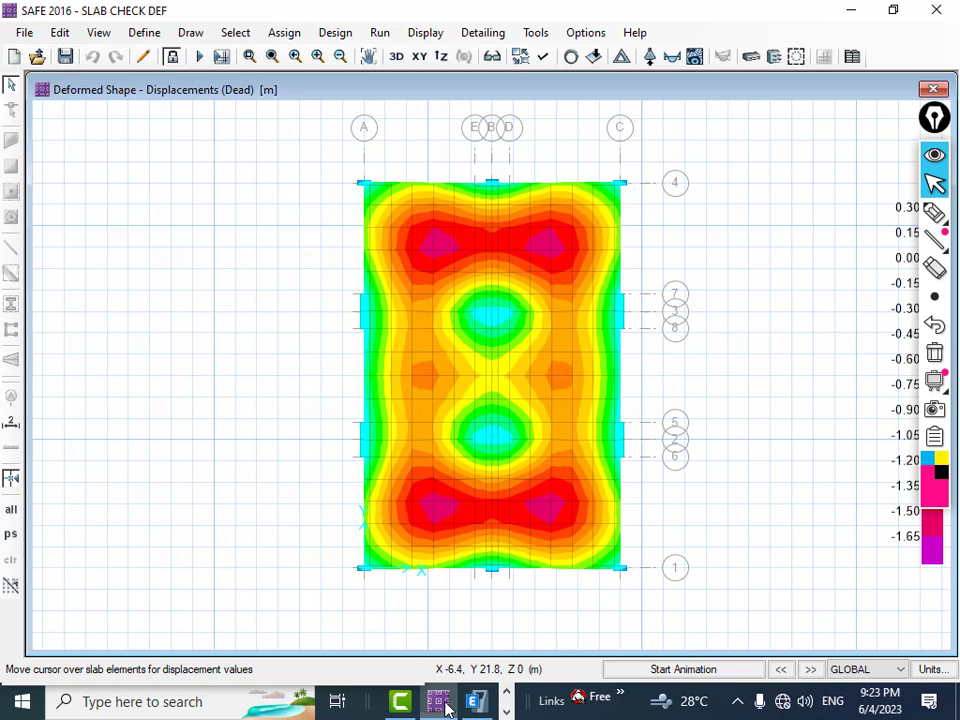 SAFE 2016 - SLAB CHECK DEF
File Edit View Define Draw Select Assign Design Run Display Detailing Tools Options Help
3D XY
Deformed Shape - Displacements (Dead) [m]
A E B D C
4
7
3
8
5
2
6
1
Y
X
0.30
0.15
0.00
-0.15
-0.30
-0.45
-0.60
-0.75
-0.90
-1.05
-1.20
-1.35
-1.50
-1.65
2
all
ps
clr
Move cursor over slab elements for displacement values
X -6.4, Y 21.8, Z 0 (m)
Start Animation
<<
>>
GLOBAL
Units...
Type here to search
Links
Free
»
28°C
ENG
9:23 PM
6/4/2023